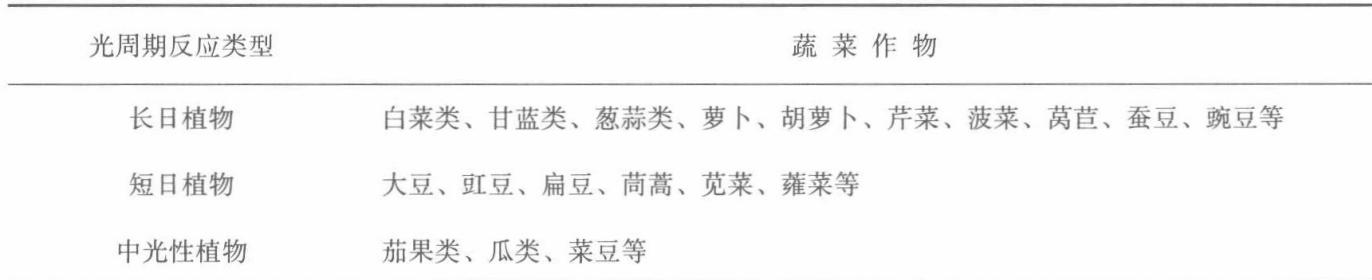 光周期反应类型 蔬菜作物
长日植物 白菜类、甘蓝类、葱蒜类、萝卜、胡萝卜、芹菜、菠菜、莴苣、蚕豆、豌豆等
短日植物 大豆、豇豆、扁豆、茼蒿、苋菜、蕹菜等
中光性植物 茄果类、瓜类、菜豆等